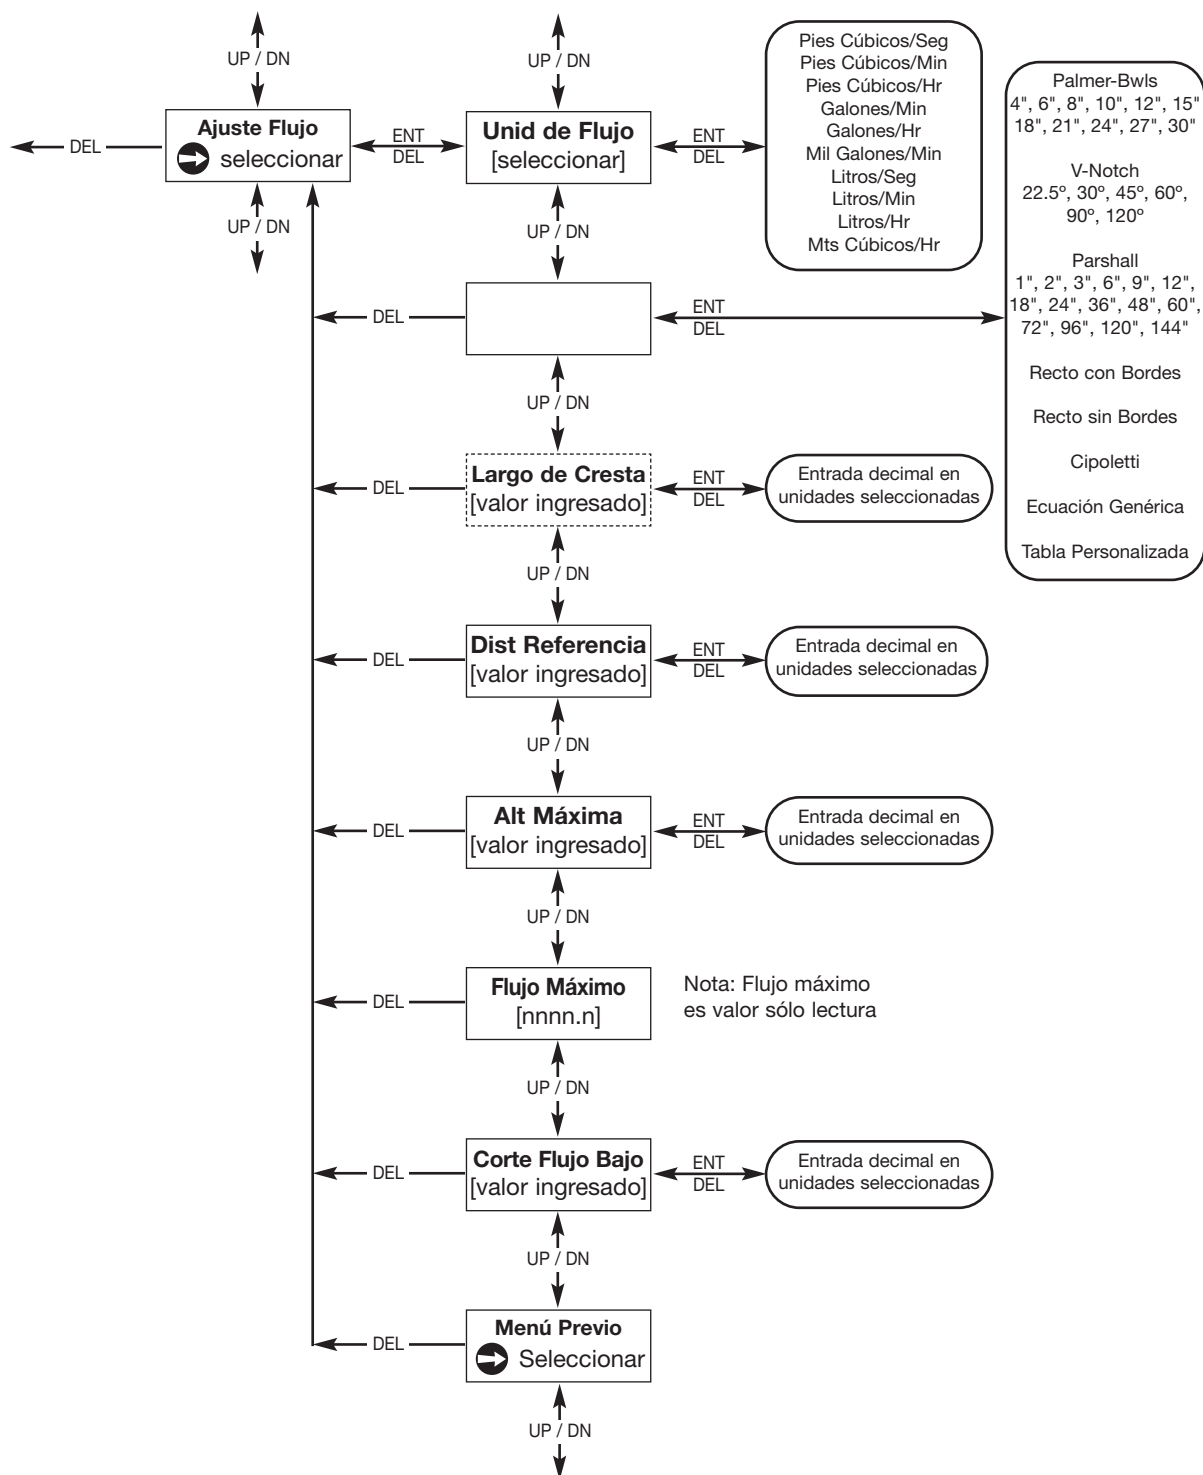 UP / DN
UP / DN
Ajuste Flujo
seleccionar
DEL
ENT
DEL
Unid de Flujo
[seleccionar]
ENT
DEL
Pies Cúbicos/Seg
Pies Cúbicos/Min
Pies Cúbicos/Hr
Galones/Min
Galones/Hr
Mil Galones/Min
Litros/Seg
Litros/Min
Litros/Hr
Mts Cúbicos/Hr
Palmer-Bwls
4", 6", 8", 10", 12", 15"
18", 21", 24", 27", 30"
V-Notch
22.5º, 30º, 45º, 60º,
90º, 120º
Parshall
1", 2", 3", 6", 9", 12",
18", 24", 36", 48", 60",
72", 96", 120", 144"
Recto con Bordes
Recto sin Bordes
Cipoletti
Ecuación Genérica
Tabla Personalizada
UP / DN
UP / DN
DEL
ENT
DEL
UP / DN
DEL
Largo de Cresta
[valor ingresado]
ENT
DEL
Entrada decimal en
unidades seleccionadas
UP / DN
DEL
Dist Referencia
[valor ingresado]
ENT
DEL
Entrada decimal en
unidades seleccionadas
UP / DN
DEL
Alt Máxima
[valor ingresado]
ENT
DEL
Entrada decimal en
unidades seleccionadas
UP / DN
DEL
Flujo Máximo
[nnnn.n]
Nota: Flujo máximo
es valor sólo lectura
UP / DN
DEL
Corte Flujo Bajo
[valor ingresado]
ENT
DEL
Entrada decimal en
unidades seleccionadas
UP / DN
DEL
Menú Previo
Seleccionar
UP / DN